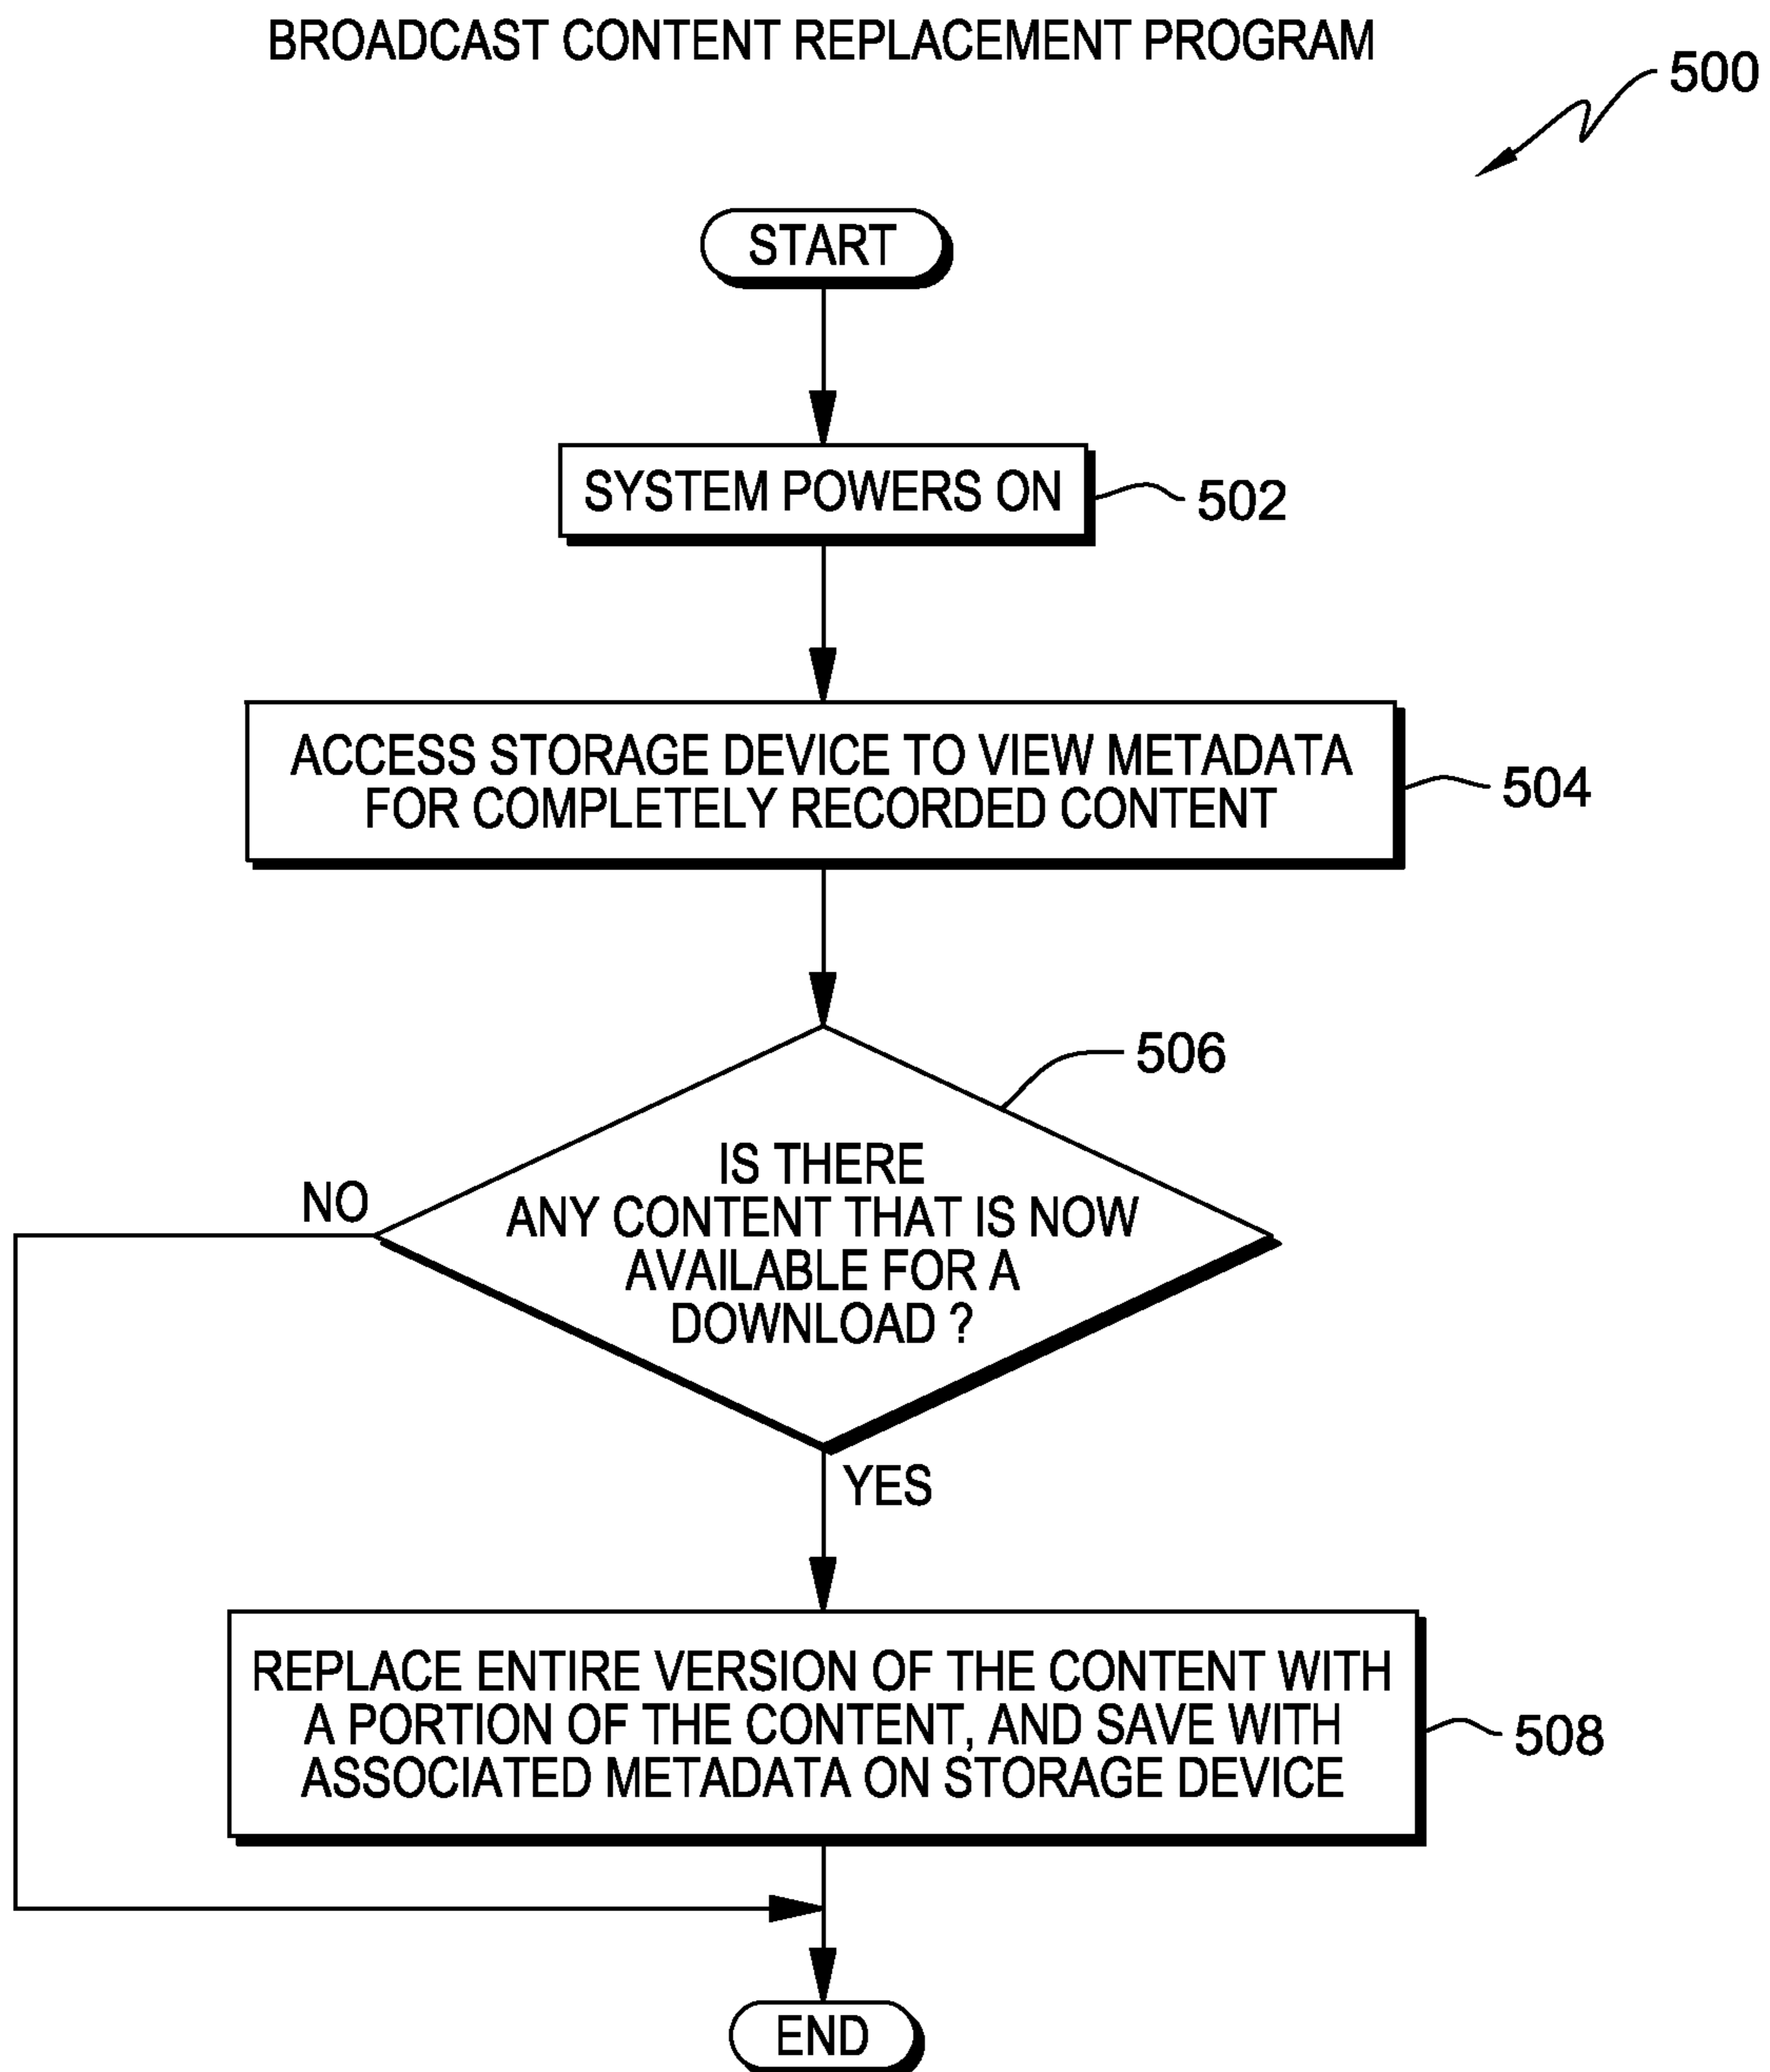 BROADCAST CONTENT REPLACEMENT PROGRAM
500
START
SYSTEM POWERS ON
502
ACCESS STORAGE DEVICE TO VIEW METADATA
FOR COMPLETELY RECORDED CONTENT
504
506
IS THERE
ANY CONTENT THAT IS NOW
AVAILABLE FOR A
DOWNLOAD ?
NO
YES
REPLACE ENTIRE VERSION OF THE CONTENT WITH
A PORTION OF THE CONTENT, AND SAVE WITH
ASSOCIATED METADATA ON STORAGE DEVICE
508
END